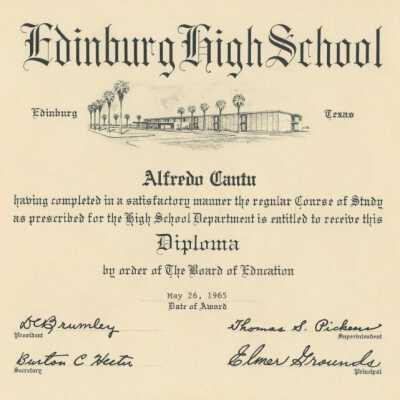 Edinburg High School
Edinburg Texas
Alfredo Cantu
having completed in a satisfactory manner the regular Course of Study
as prescribed for the High School Department is entitled to receive this
Diploma
by order of The Board of Education
May 26, 1965
Date of Award
President
Thomas S. Pickens
Superintendent
Burton C
Secretary
Elmer Grounds
Principal